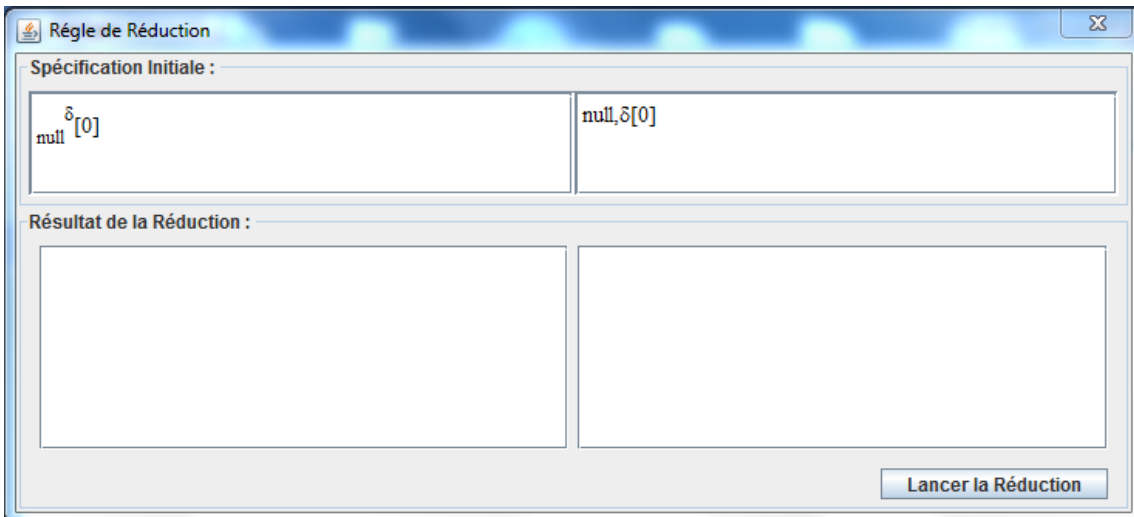 Régle de Réduction
Spécification Initiale :
null δ[0]
null,δ[0]
Résultat de la Réduction :
Lancer la Réduction